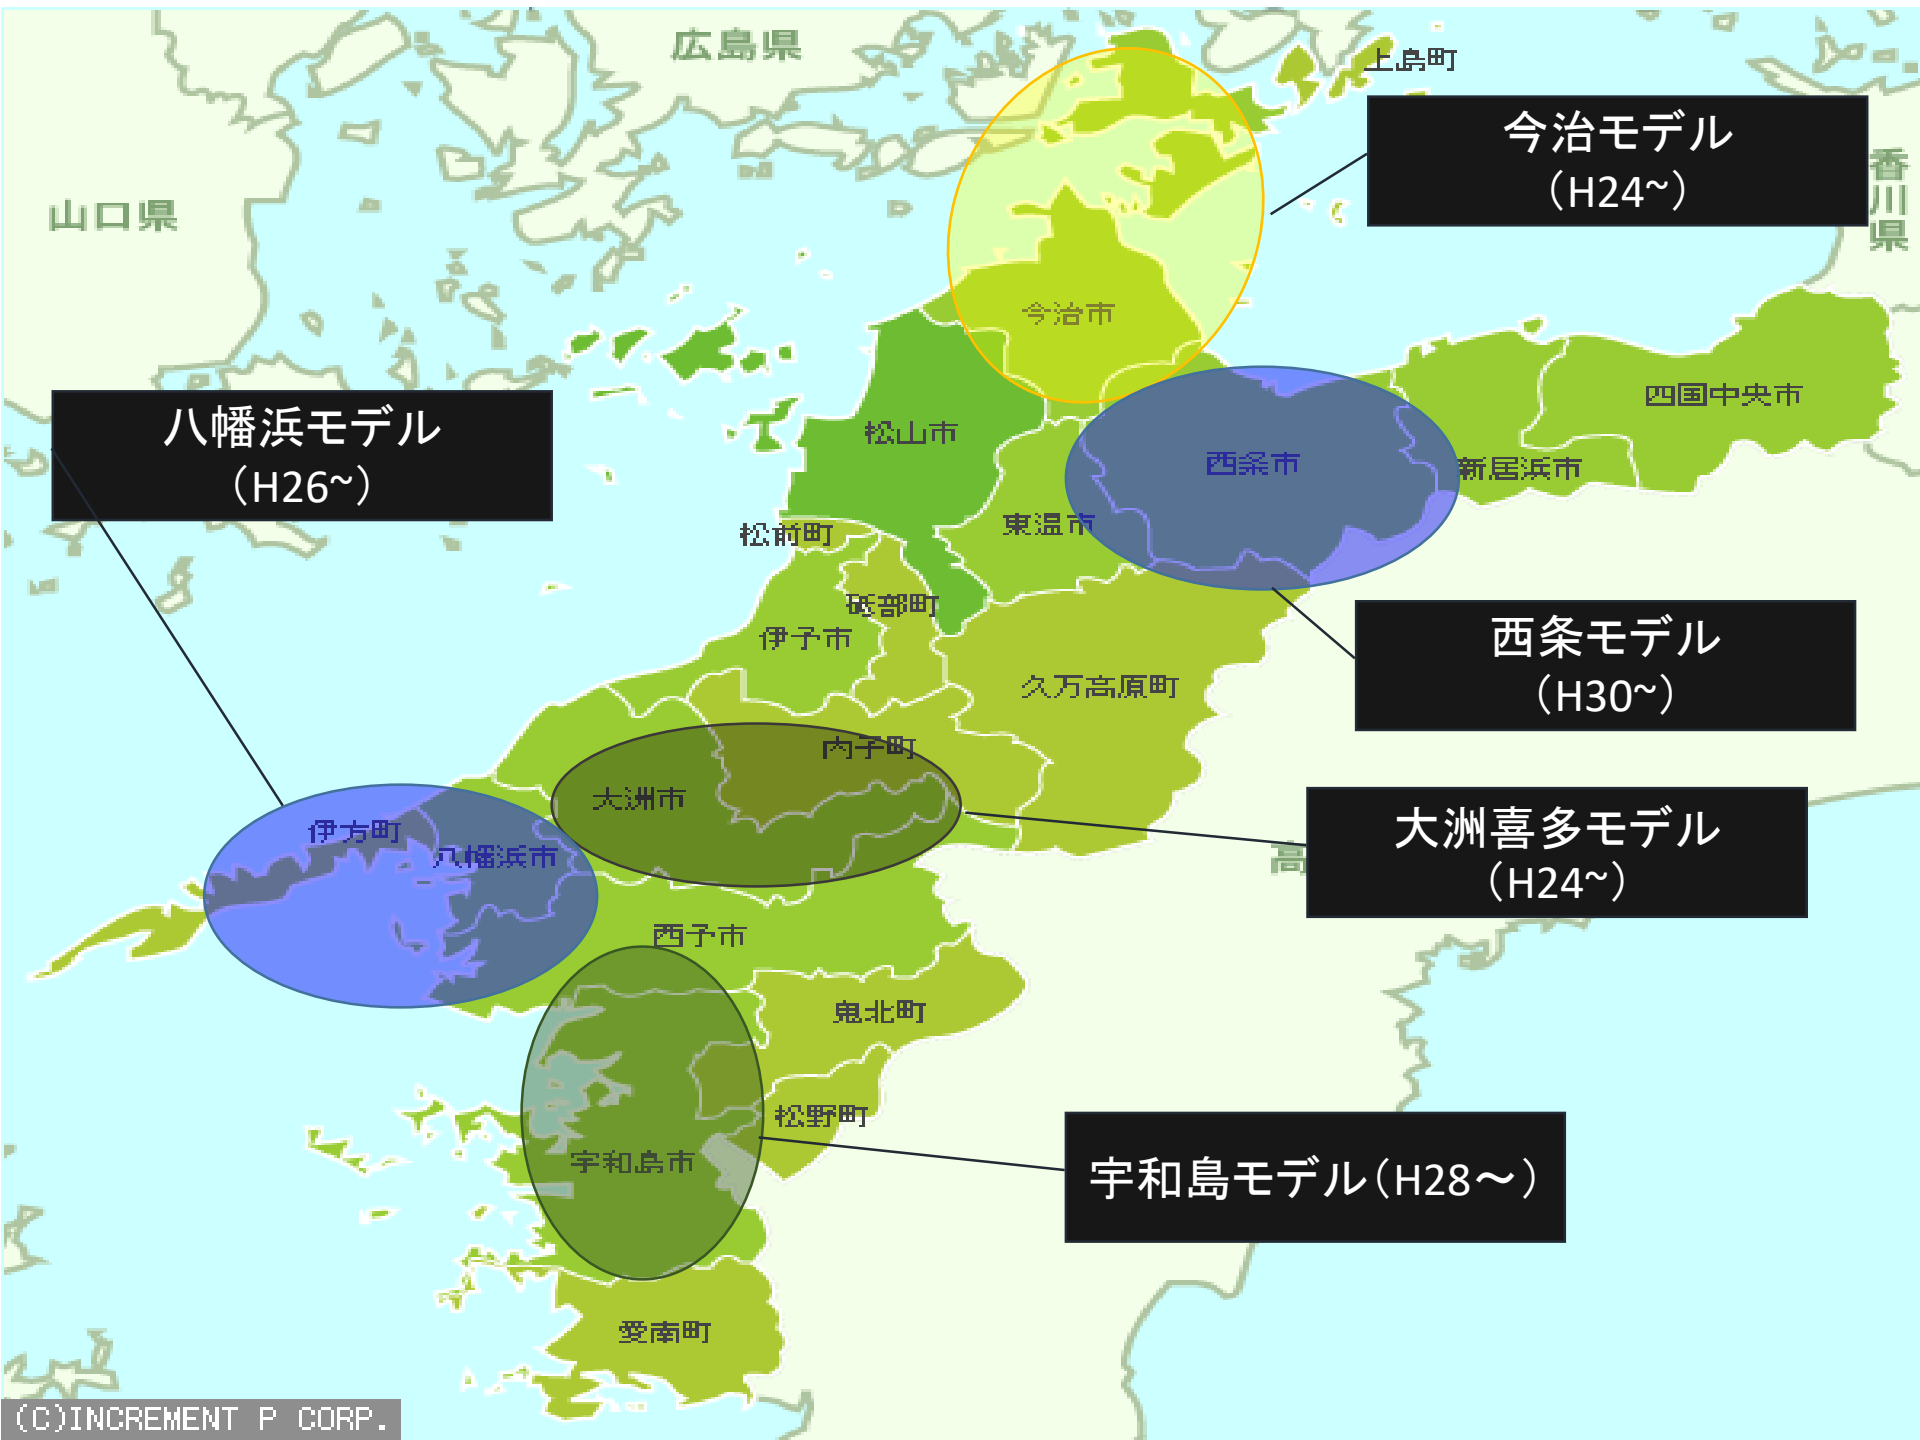 広島県
上島町
今治モデル
（H24~）
香川県
山口県
今治市
八幡浜モデル
（H26~）
松山市
西条市
四国中央市
新居浜市
東温市
松前町
砥部町
伊予市
西条モデル
（H30~）
久万高原町
内子町
大洲市
大洲喜多モデル
（H24~）
高
伊方町
八幡浜市
西予市
鬼北町
松野町
宇和島市
宇和島モデル（H28～）
愛南町
(C)INCREMENT P CORP.